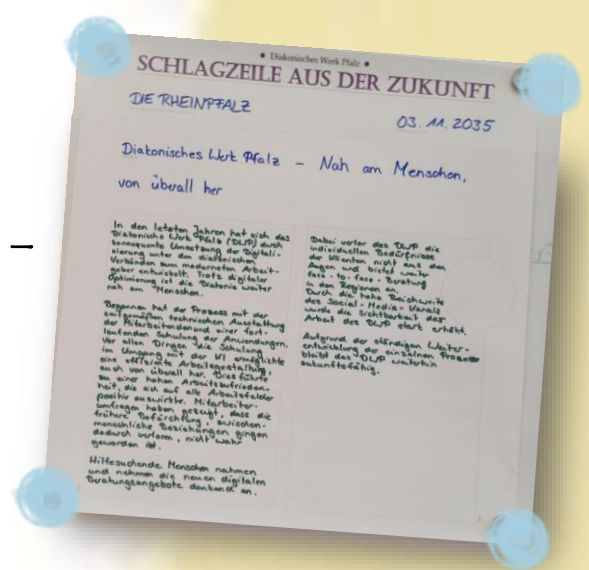 • Diakonisches Werk Pfalz •
SCHLAGZEILE AUS DER ZUKUNFT
DIE RHEINPFALZ
03. 11. 2035
Diakonisches Werk Pfalz – Nah am Menschen,
von überall her
In den letzten Jahren hat sich das
Diakonische Werk Pfalz (DWP) durch
konsequente Umsetzung der Digitali-
sierung unter den diakonischen
Verbänden zum modernsten Arbeit-
geber entwickelt. Trotz digitaler
Optimierung ist die Diakonie weiter
nah am Menschen.
Begonnen hat der Prozess mit der
zeitgemäßen technischen Ausstattung
der Mitarbeitenden und einer fort-
laufenden Schulung der Anwendungen.
Vor allen Dingen die Schulung
im Umgang mit der KI ermöglichte
eine effiziente Arbeitsgestaltung,
auch von überall her. Dies führte
zu einer hohen Arbeitszufrieden-
heit, die sich auf alle Arbeitsfelder
positiv auswirkte. Mitarbeiter-
umfragen haben gezeigt, dass die
frühere Befürchtung, zwischen-
menschliche Beziehungen gingen
dadurch verloren, nicht wahr
geworden ist.
Hilfesuchende Menschen nahmen
und nehmen die neuen digitalen
Beratungsangebote dankend an.
Dabei verlor das DWP die
individuellen Bedürfnisse
der Klienten nicht aus den
Augen und bietet weiter
face-to-face-Beratung
in den Regionen an.
Durch die hohe Reichweite
des Social-Media-Kanals
wurde die Sichtbarkeit der
Arbeit des DWP stark erhöht.
Aufgrund der ständigen Weiter-
entwicklung der einzelnen Prozesse
bleibt das DWP weiterhin
zukunftsfähig.